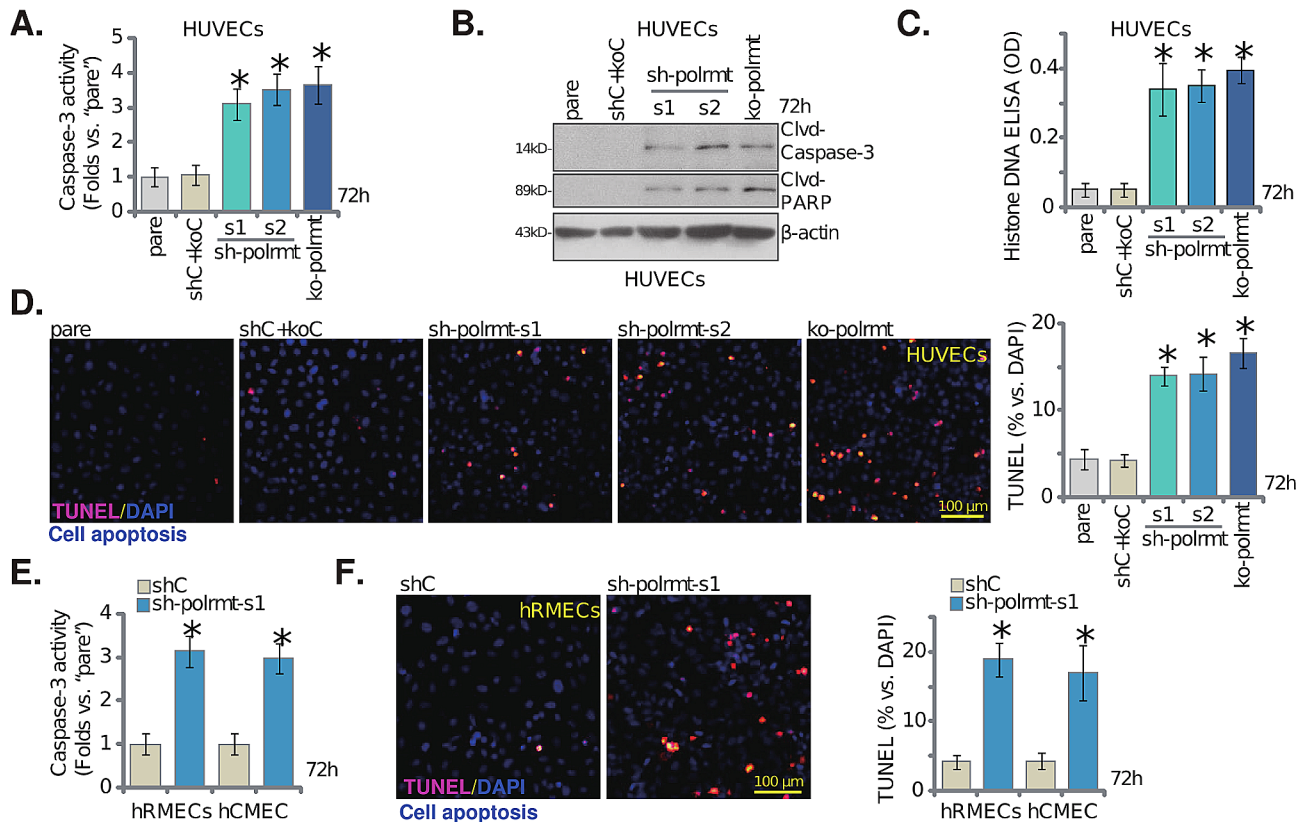 A.
HUVECs
Caspase-3 activity
(Folds vs. “pare”)
5
4
3
2
1
0
*
*
*
72h
pare
shC+koC
s1
s2
sh-polrmt
ko-polrmt
B.
HUVECs
pare
shC+koC
sh-polrmt
s1
s2
ko-polrmt
72h
14kD-
Clvd-
Caspase-3
89kD-
Clvd-
PARP
43kD-
β-actin
HUVECs
C.
HUVECs
Histone DNA ELISA (OD)
0.4
0.2
0
*
*
*
72h
pare
shC+koC
s1
s2
sh-polrmt
ko-polrmt
D.
pare
shC+koC
sh-polrmt-s1
sh-polrmt-s2
ko-polrmt
HUVECs
TUNEL/DAPI
100 µm
Cell apoptosis
TUNEL (% vs. DAPI)
20
10
0
*
*
*
72h
pare
shC+koC
s1
s2
sh-polrmt
ko-polrmt
E.
shC
sh-polrmt-s1
Caspase-3 activity
(Folds vs. “pare”)
4
3
2
1
0
*
*
72h
hRMECs hCMEC
F.
shC
sh-polrmt-s1
hRMECs
TUNEL/DAPI
100 µm
Cell apoptosis
shC
sh-polrmt-s1
TUNEL (% vs. DAPI)
20
10
0
*
*
72h
hRMECs hCMEC